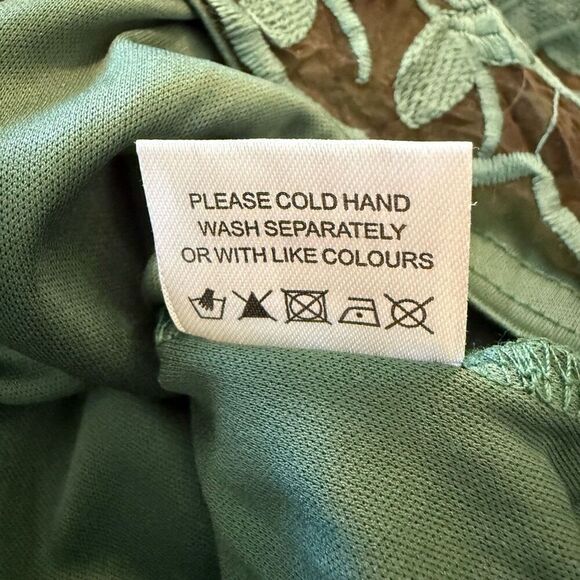 PLEASE COLD HAND
WASH SEPARATELY
OR WITH LIKE COLOURS